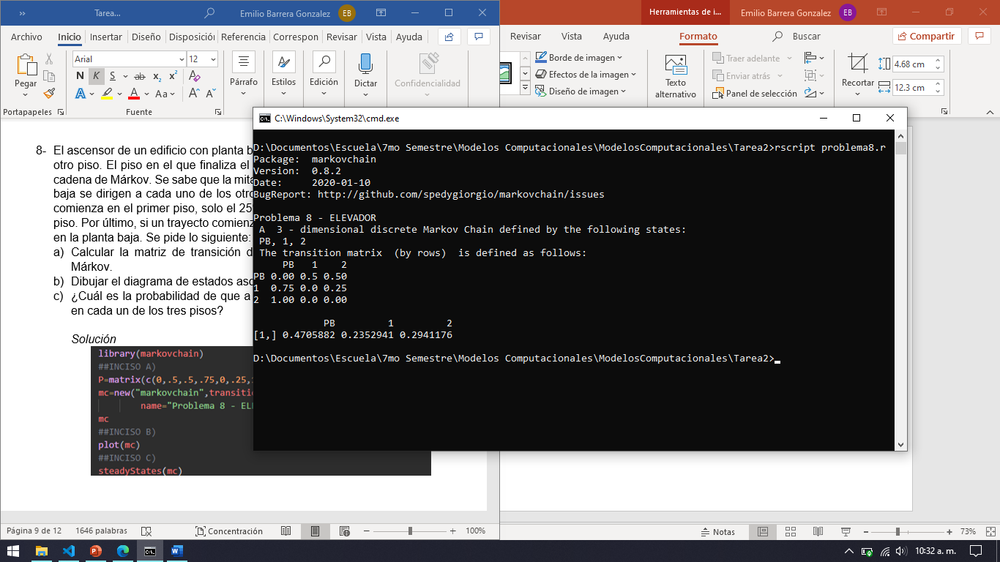 Tarea...
Emilio Barrera Gonzalez
EB
Herramientas de i...
Emilio Barrera Gonzalez
EB
Archivo
Inicio
Insertar
Diseño
Disposició
Referencia
Correspon
Revisar
Vista
Ayuda
Revisar
Vista
Ayuda
Formato
Buscar
Compartir
Pegar
Arial
12
N K S ab x₂ x²
A A Aa A A
Párrafo
Estilos
Edición
Dictar
Confidencialidad
Portapapeles
Fuente
Borde de imagen
Efectos de la imagen
Diseño de imagen
Texto
alternativo
Traer adelante
Enviar atrás
Panel de selección
Recortar
4.68 cm
12.3 cm
8- El ascensor de un edificio con planta b
otro piso. El piso en el que finaliza el
cadena de Márkov. Se sabe que la mita
baja se dirigen a cada uno de los otro
comienza en el primer piso, solo el 25
piso. Por último, si un trayecto comienz
en la planta baja. Se pide lo siguiente:
a) Calcular la matriz de transición d
Márkov.
b) Dibujar el diagrama de estados aso
c) ¿Cuál es la probabilidad de que a
en cada un de los tres pisos?
Solución
library(markovchain)
##INCISO A)
P=matrix(c(0,.5,.5,.75,0,.25,
mc=new("markovchain",transitio
name="Problema 8 - ELE
mc
##INCISO B)
plot(mc)
##INCISO C)
steadyStates(mc)
C:\Windows\System32\cmd.exe
D:\Documentos\Escuela\7mo Semestre\Modelos Computacionales\ModelosComputacionales\Tarea2>rscript problema8.r
Package:  markovchain
Version:  0.8.2
Date:     2020-01-10
BugReport: http://github.com/spedygiorgio/markovchain/issues
Problema 8 - ELEVADOR
A  3 - dimensional discrete Markov Chain defined by the following states:
PB, 1, 2
The transition matrix  (by rows)  is defined as follows:
PB   1    2
PB 0.00 0.5 0.50
1  0.75 0.0 0.25
2  1.00 0.0 0.00
PB         1         2
[1,] 0.4705882 0.2352941 0.2941176
D:\Documentos\Escuela\7mo Semestre\Modelos Computacionales\ModelosComputacionales\Tarea2>
Página 9 de 12
1646 palabras
Concentración
100%
Notas
73%
10:32 a. m.